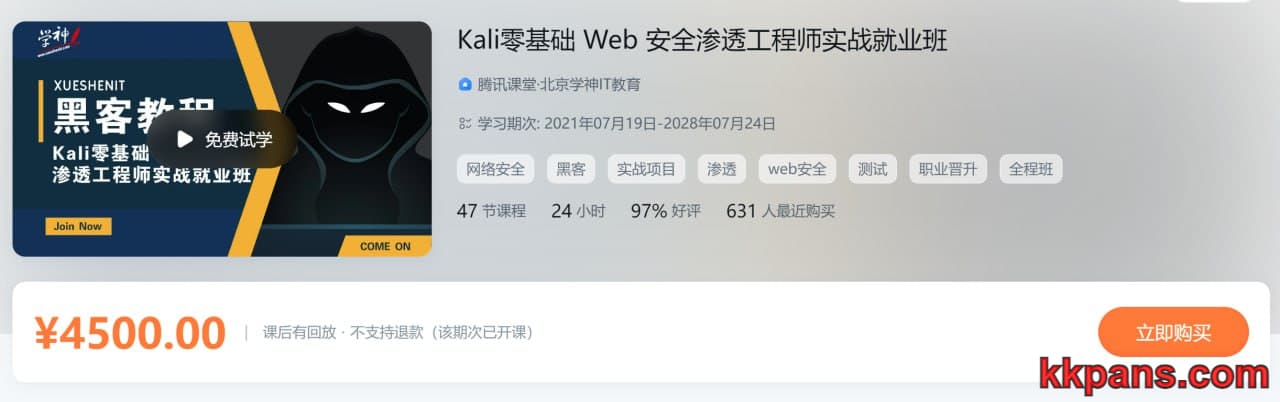 学神
XUESHENIT
黑客教程
Kali零基础
渗透工程师实战就业班
免费试学
Join Now
COME ON
Kali零基础 Web 安全渗透工程师实战就业班
腾讯课堂·北京学神IT教育
学习期次: 2021年07月19日-2028年07月24日
网络安全 黑客 实战项目 渗透 web安全 测试 职业晋升 全程班
47 节课程 24 小时 97% 好评 631 人最近购买
¥4500.00 | 课后有回放 · 不支持退款（该期次已开课）
立即购买
kkpans.com